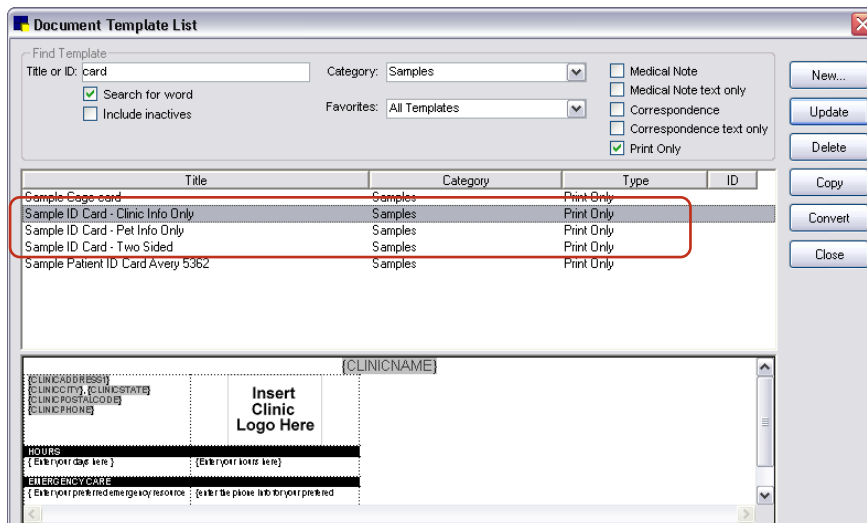 Document Template List
Find Template
Title or ID: card
Search for word
Include inactives
Category: Samples
Favorites: All Templates
Medical Note
Medical Note text only
Correspondence
Correspondence text only
Print Only
New...
Update
Delete
Copy
Convert
Close
Title Category Type ID
Sample Cage card Samples Print Only
Sample ID Card - Clinic Info Only Samples Print Only
Sample ID Card - Pet Info Only Samples Print Only
Sample ID Card - Two Sided Samples Print Only
Sample Patient ID Card Avery 5362 Samples Print Only
{CLINICNAME}
{CLINICADDRESS1}
{CLINICCITY}, {CLINICSTATE}
{CLINICPOSTALCODE}
{CLINICPHONE}
Insert
Clinic
Logo Here
HOURS
{ Enter your days here } {Enter your hours here}
EMERGENCY CARE
{ Enter your preferred emergency resource {enter the phone info for your prefered